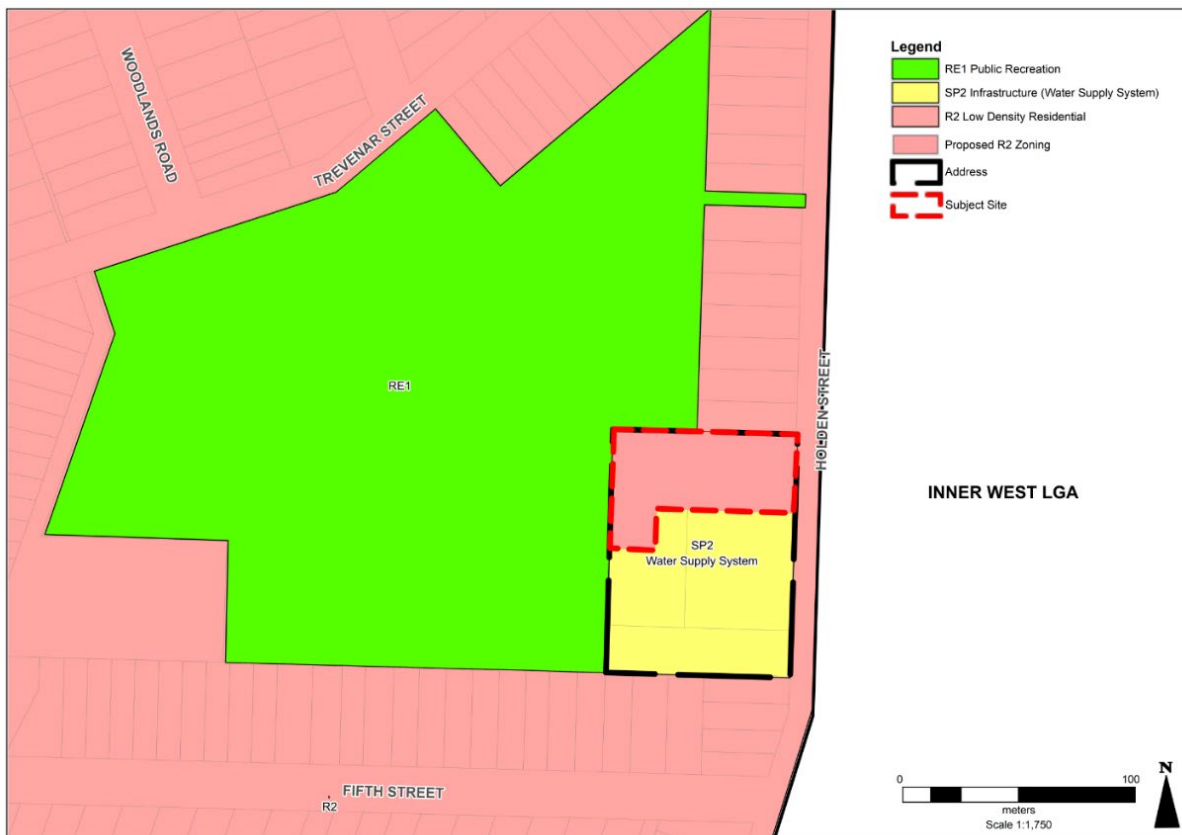 WOODLANDS ROAD
TREVENAR STREET
RE1
HOLDEN STREET
SP2
Water Supply System
INNER WEST LGA
FIFTH STREET
R2
Legend
RE1 Public Recreation
SP2 Infrastructure (Water Supply System)
R2 Low Density Residential
Proposed R2 Zoning
Address
Subject Site
0 100
meters
Scale 1:1,750
N